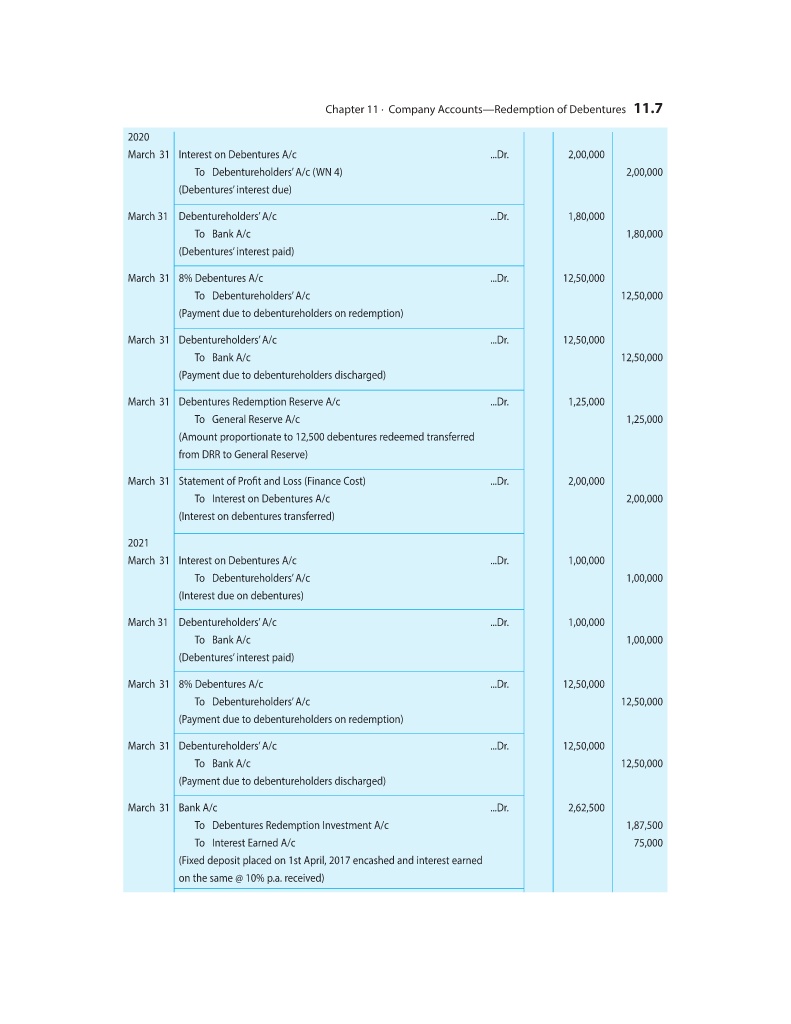 Chapter 11 · Company Accounts—Redemption of Debentures 11.7
2020
March 31 Interest on Debentures A/c ...Dr. 2,00,000
To Debentureholders' A/c (WN 4) 2,00,000
(Debentures' interest due)
March 31 Debentureholders' A/c ...Dr. 1,80,000
To Bank A/c 1,80,000
(Debentures' interest paid)
March 31 8% Debentures A/c ...Dr. 12,50,000
To Debentureholders' A/c 12,50,000
(Payment due to debentureholders on redemption)
March 31 Debentureholders' A/c ...Dr. 12,50,000
To Bank A/c 12,50,000
(Payment due to debentureholders discharged)
March 31 Debentures Redemption Reserve A/c ...Dr. 1,25,000
To General Reserve A/c 1,25,000
(Amount proportionate to 12,500 debentures redeemed transferred
from DRR to General Reserve)
March 31 Statement of Profit and Loss (Finance Cost) ...Dr. 2,00,000
To Interest on Debentures A/c 2,00,000
(Interest on debentures transferred)
2021
March 31 Interest on Debentures A/c ...Dr. 1,00,000
To Debentureholders' A/c 1,00,000
(Interest due on debentures)
March 31 Debentureholders' A/c ...Dr. 1,00,000
To Bank A/c 1,00,000
(Debentures' interest paid)
March 31 8% Debentures A/c ...Dr. 12,50,000
To Debentureholders' A/c 12,50,000
(Payment due to debentureholders on redemption)
March 31 Debentureholders' A/c ...Dr. 12,50,000
To Bank A/c 12,50,000
(Payment due to debentureholders discharged)
March 31 Bank A/c ...Dr. 2,62,500
To Debentures Redemption Investment A/c 1,87,500
To Interest Earned A/c 75,000
(Fixed deposit placed on 1st April, 2017 encashed and interest earned
on the same @ 10% p.a. received)